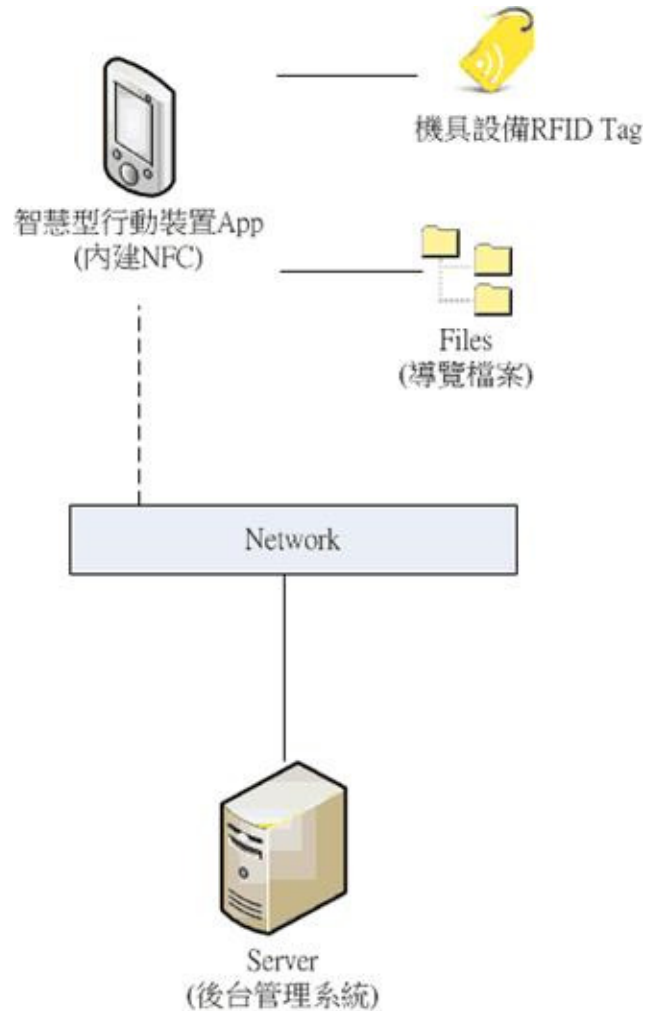 機具設備RFID Tag
智慧型行動裝置App
(內建NFC)
Files
(導覽檔案)
Network
Server
(後台管理系統)